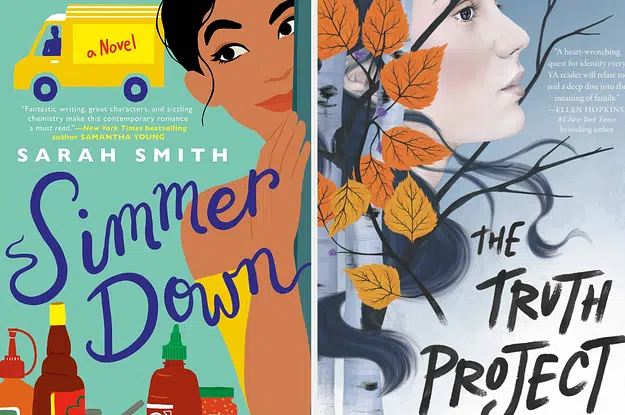 a Novel
"Fantastic writing, great characters, and sizzling
chemistry make this contemporary romance
a must read."—New York Times bestselling
author SAMANTHA YOUNG
SARAH SMITH
Simmer
Down
"A heart-wrenching
quest for identity every
YA reader will relate to
and a deep dive into the
meaning of family."
—ELLEN HOPKINS,
#1 New York Times
bestselling author
THE
TRUTH
PROJECT